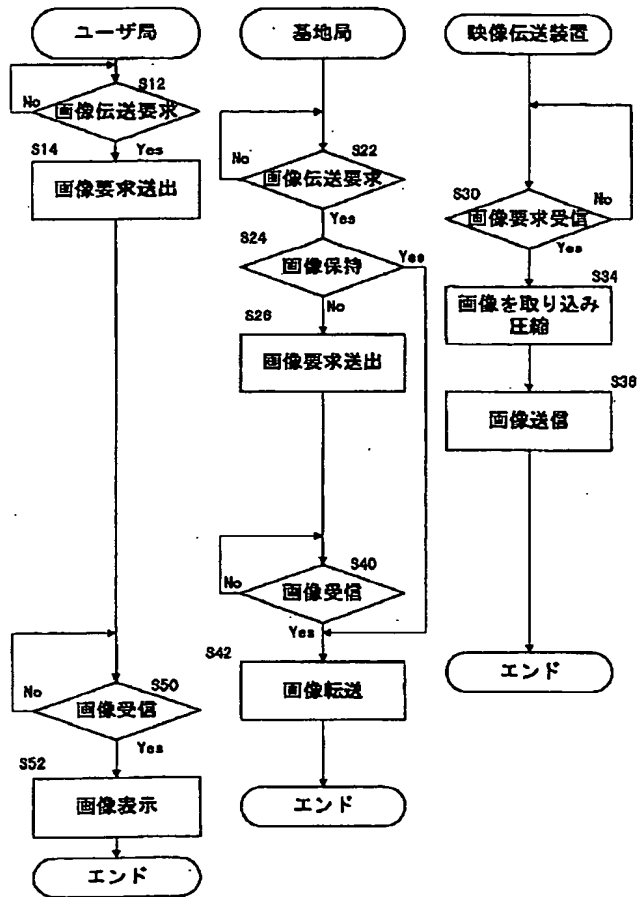 ユーザ局
S12
画像伝送要求
No
Yes
S14
画像要求送出
S50
画像受信
No
Yes
S52
画像表示
エンド
基地局
S22
画像伝送要求
No
Yes
S24
画像保持
Yes
No
S26
画像要求送出
S40
画像受信
No
Yes
S42
画像転送
エンド
映像伝送装置
S30
画像要求受信
No
Yes
S34
画像を取り込み
圧縮
S36
画像送信
エンド